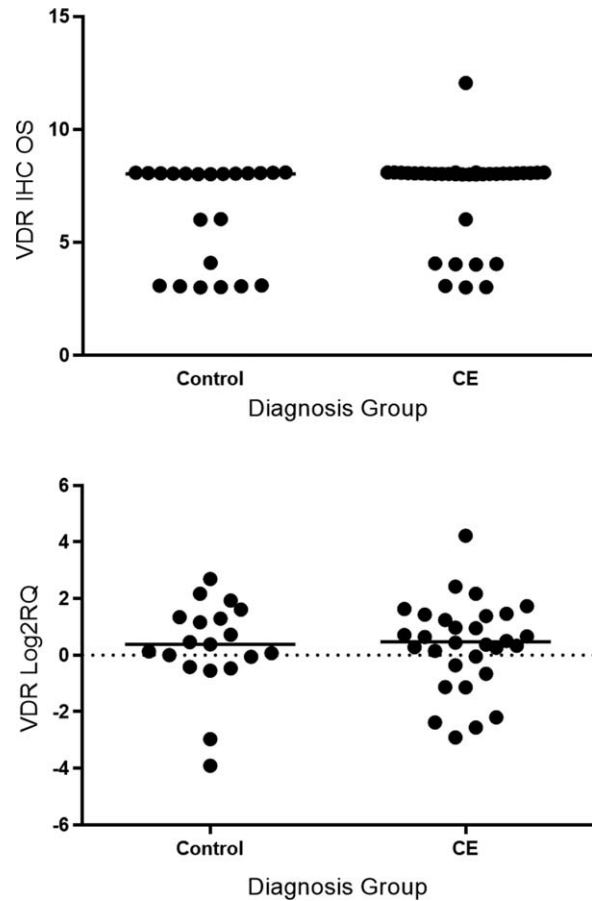 VDR IHC OS
15
10
5
0
Control CE
Diagnosis Group
VDR Log2RQ
6
4
2
0
-2
-4
-6
Control CE
Diagnosis Group